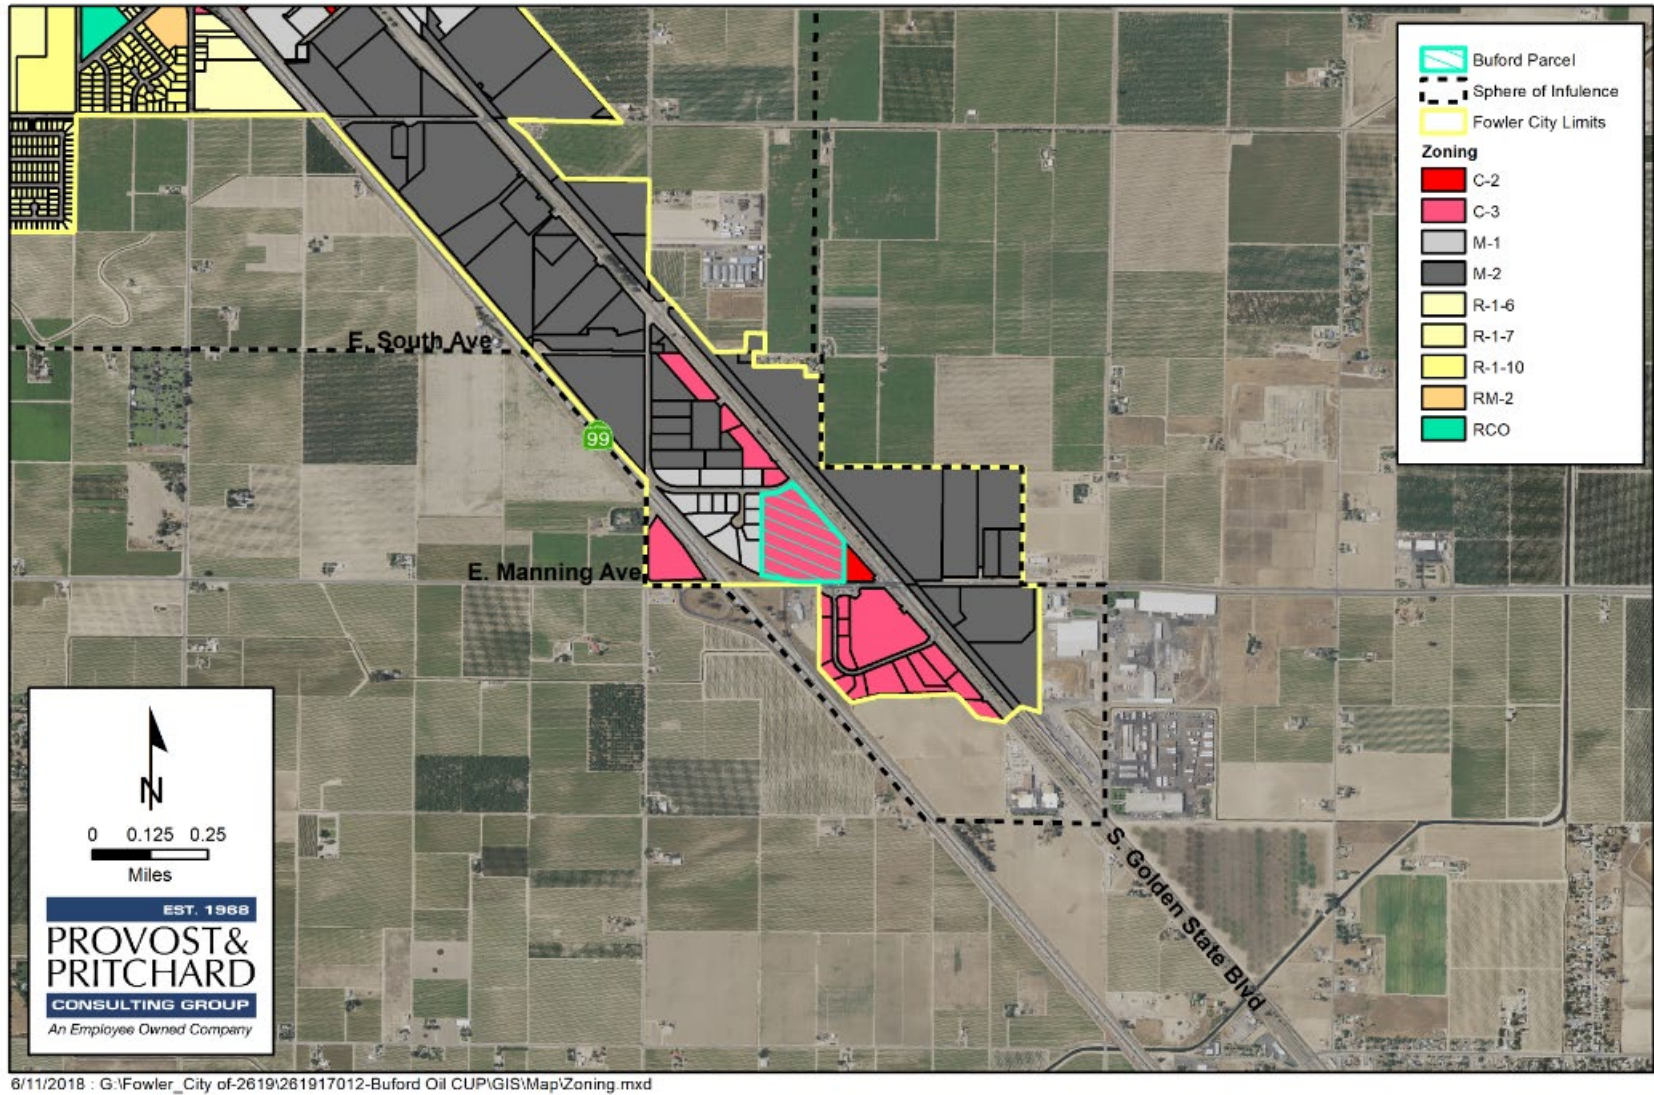 Buford Parcel
Sphere of Infulence
Fowler City Limits
Zoning
C-2
C-3
M-1
M-2
R-1-6
R-1-7
R-1-10
RM-2
RCO
E. South Ave
99
E. Manning Ave
S. Golden State Blvd
N
0 0.125 0.25
Miles
EST. 1968
PROVOST&
PRITCHARD
CONSULTING GROUP
An Employee Owned Company
6/11/2018 : G:\Fowler_City of-2619\261917012-Buford Oil CUP\GIS\Map\Zoning.mxd